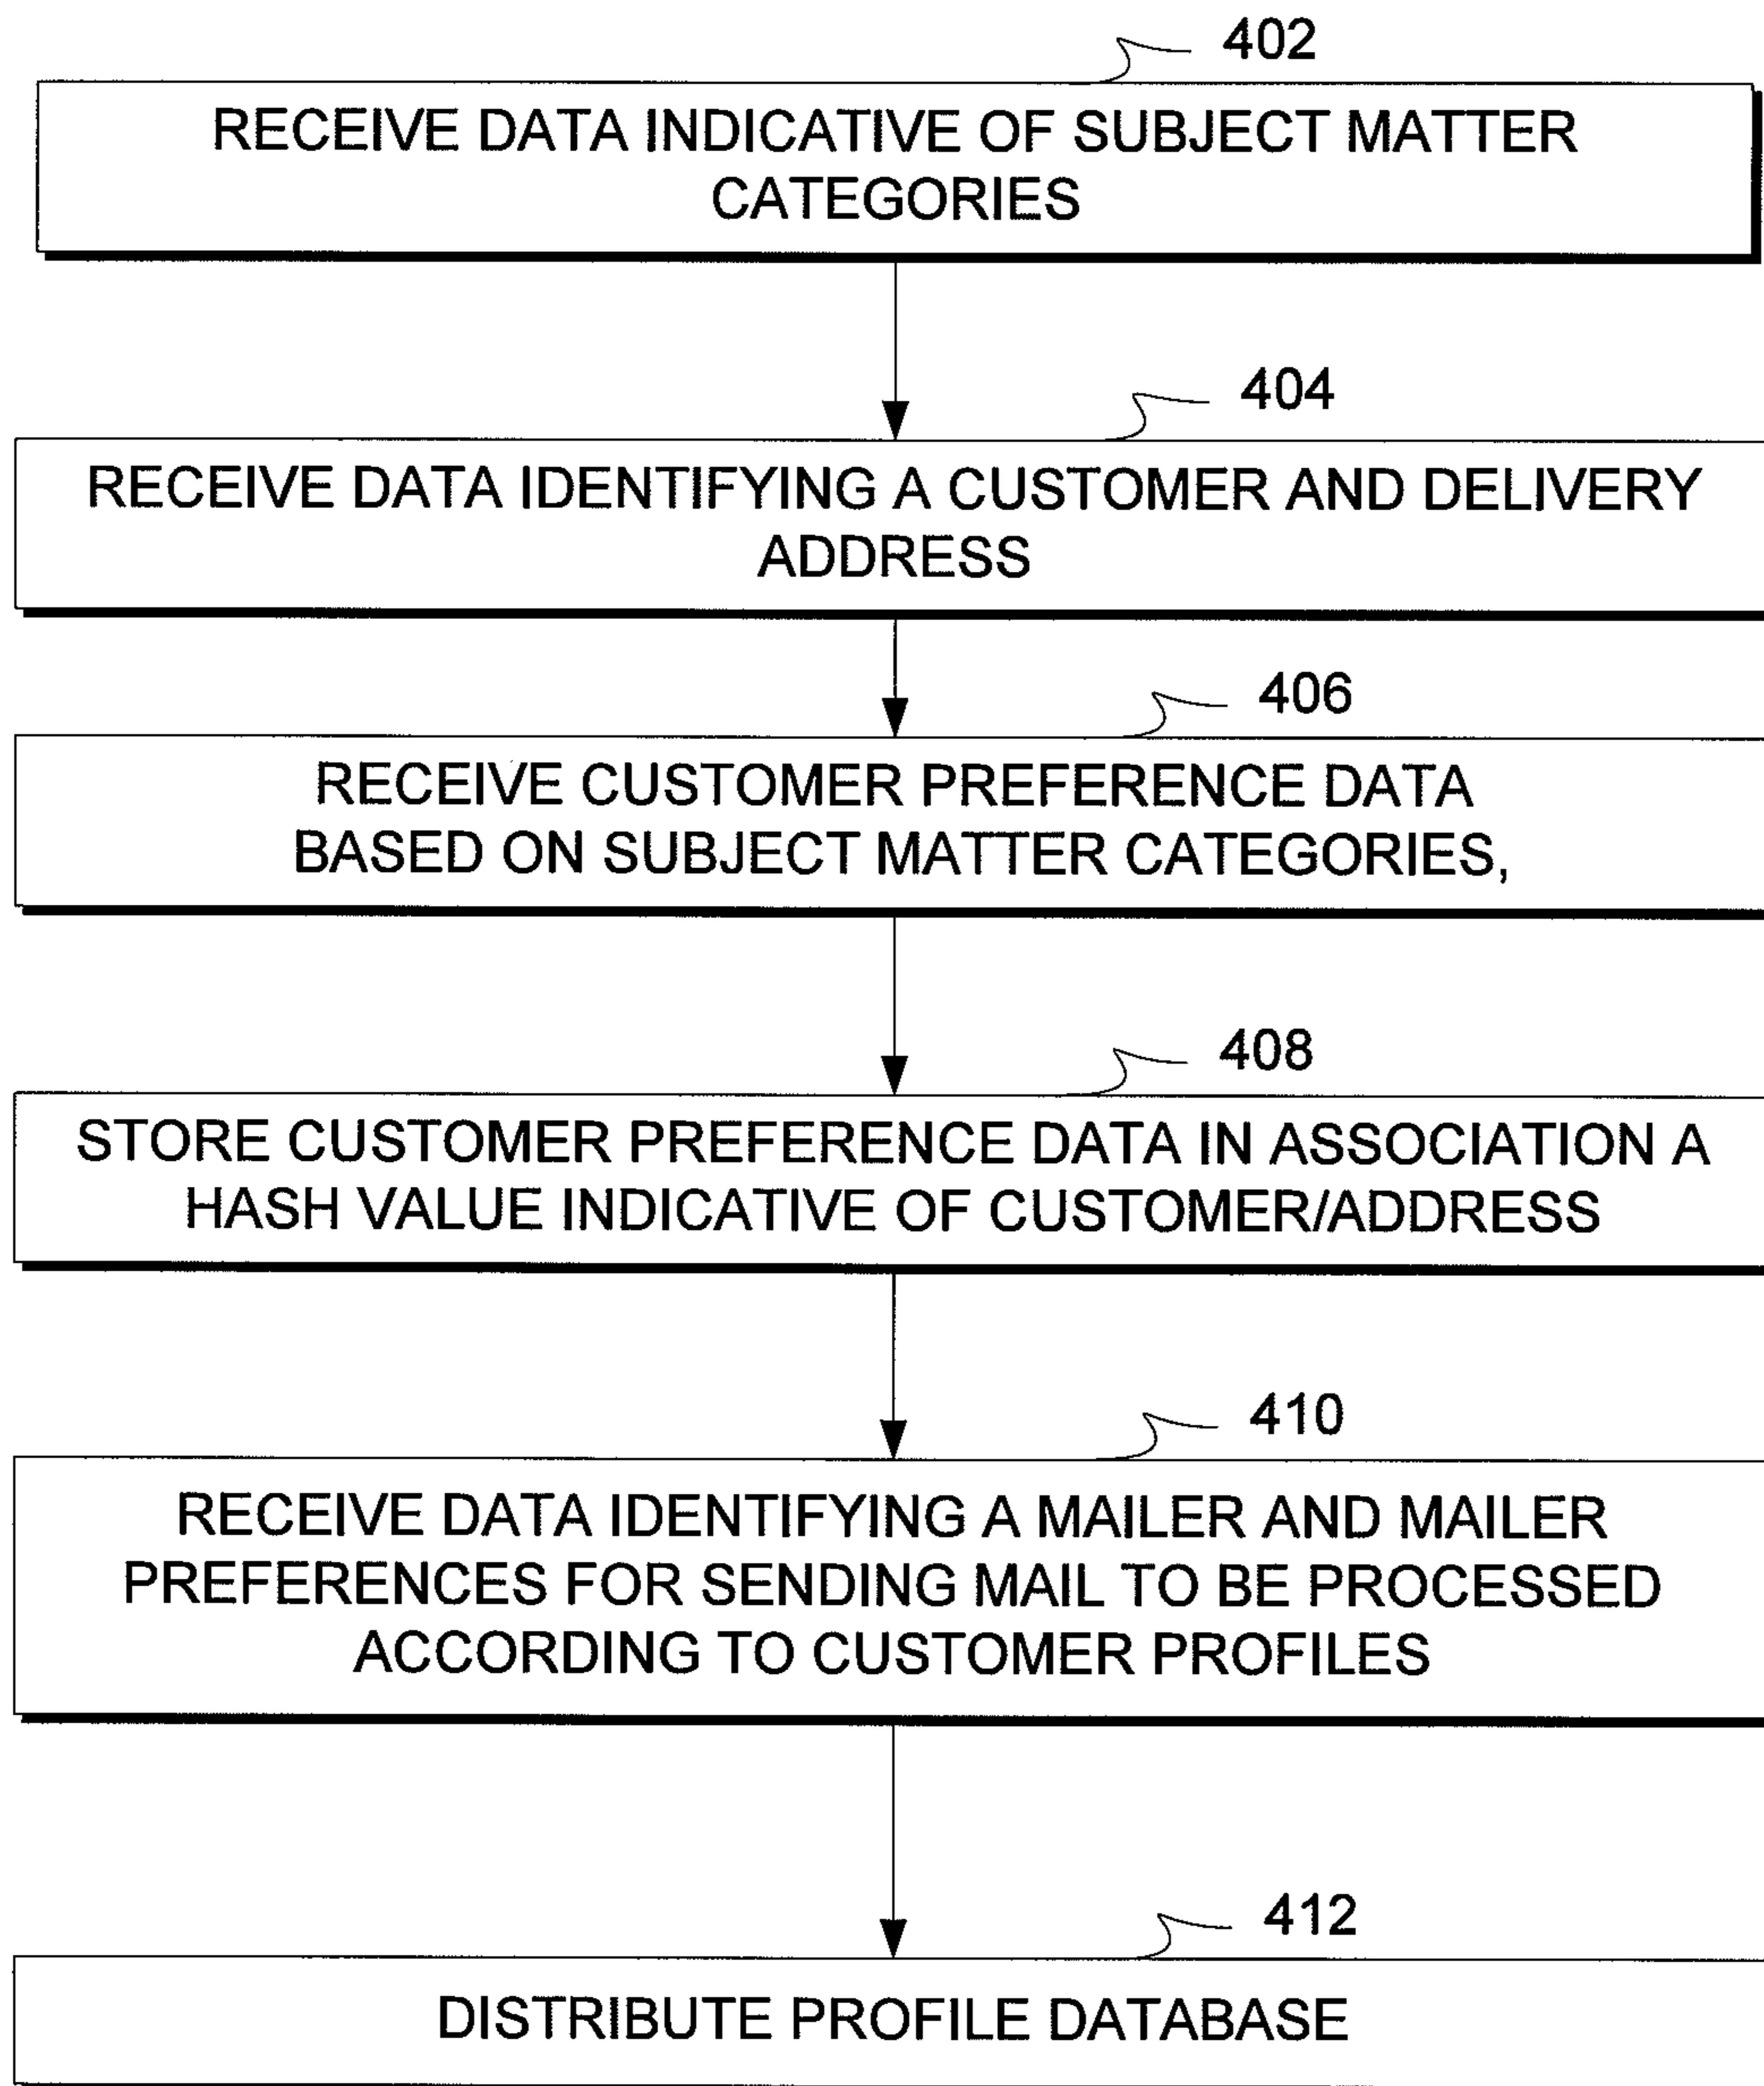 402
RECEIVE DATA INDICATIVE OF SUBJECT MATTER
CATEGORIES
404
RECEIVE DATA IDENTIFYING A CUSTOMER AND DELIVERY
ADDRESS
406
RECEIVE CUSTOMER PREFERENCE DATA
BASED ON SUBJECT MATTER CATEGORIES,
408
STORE CUSTOMER PREFERENCE DATA IN ASSOCIATION A
HASH VALUE INDICATIVE OF CUSTOMER/ADDRESS
410
RECEIVE DATA IDENTIFYING A MAILER AND MAILER
PREFERENCES FOR SENDING MAIL TO BE PROCESSED
ACCORDING TO CUSTOMER PROFILES
412
DISTRIBUTE PROFILE DATABASE